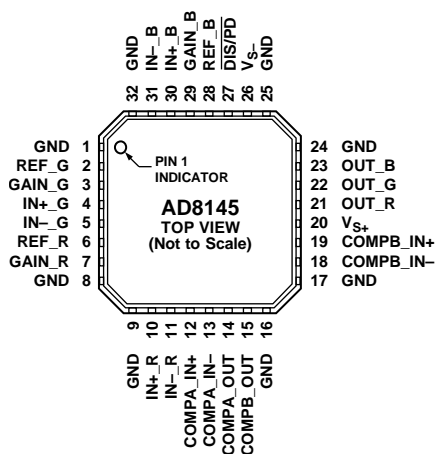 GND
IN–_B
IN+_B
GAIN_B
REF_B
DIS/PD
VS–
GND
32
31
30
29
28
27
26
25
GND 1
REF_G 2
GAIN_G 3
IN+_G 4
IN–_G 5
REF_R 6
GAIN_R 7
GND 8
PIN 1
INDICATOR
AD8145
TOP VIEW
(Not to Scale)
24 GND
23 OUT_B
22 OUT_G
21 OUT_R
20 VS+
19 COMPB_IN+
18 COMPB_IN–
17 GND
9
10
11
12
13
14
15
16
GND
IN+_R
IN–_R
COMPA_IN+
COMPA_IN–
COMPA_OUT
COMPB_OUT
GND